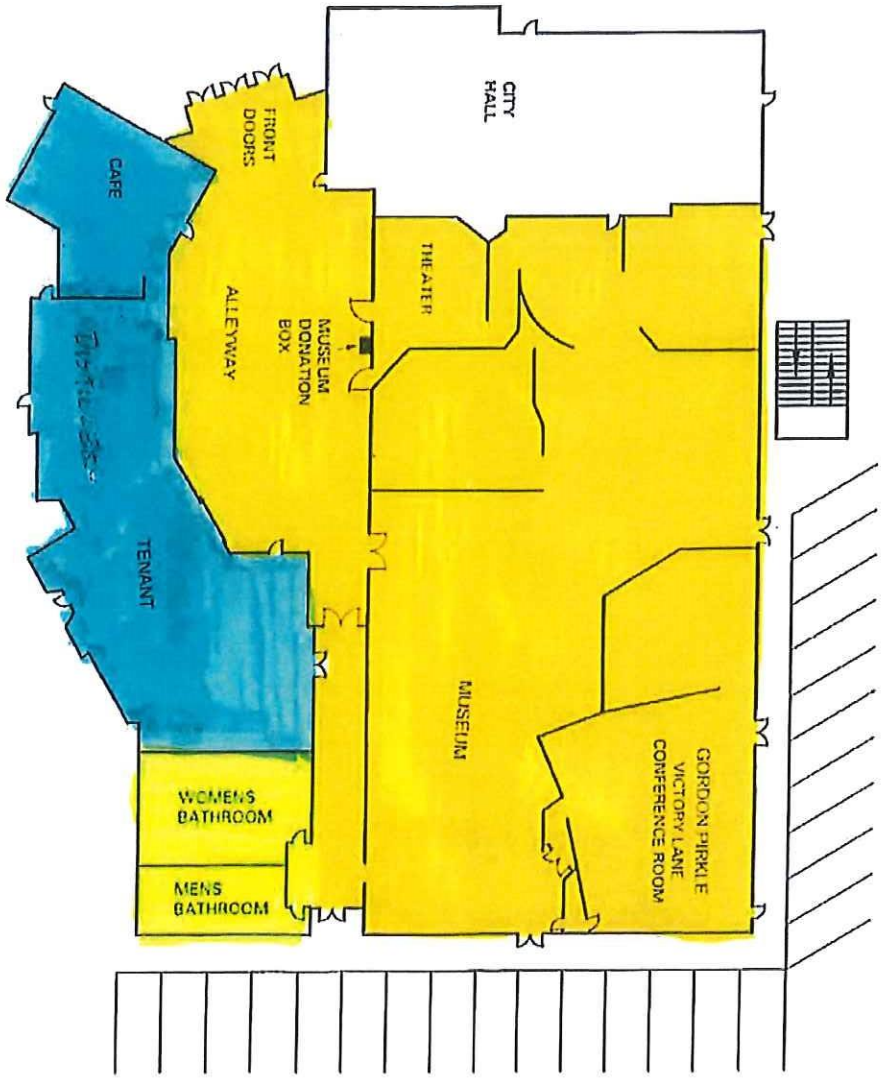 CITY
HALL
FRONT
DOORS
CAFE
THEATER
MUSEUM
DONATION
BOX
ALLEYWAY
TENANT
MUSEUM
GORDON PIRKLE
VICTORY LANE
CONFERENCE ROOM
WOMENS
BATHROOM
MENS
BATHROOM